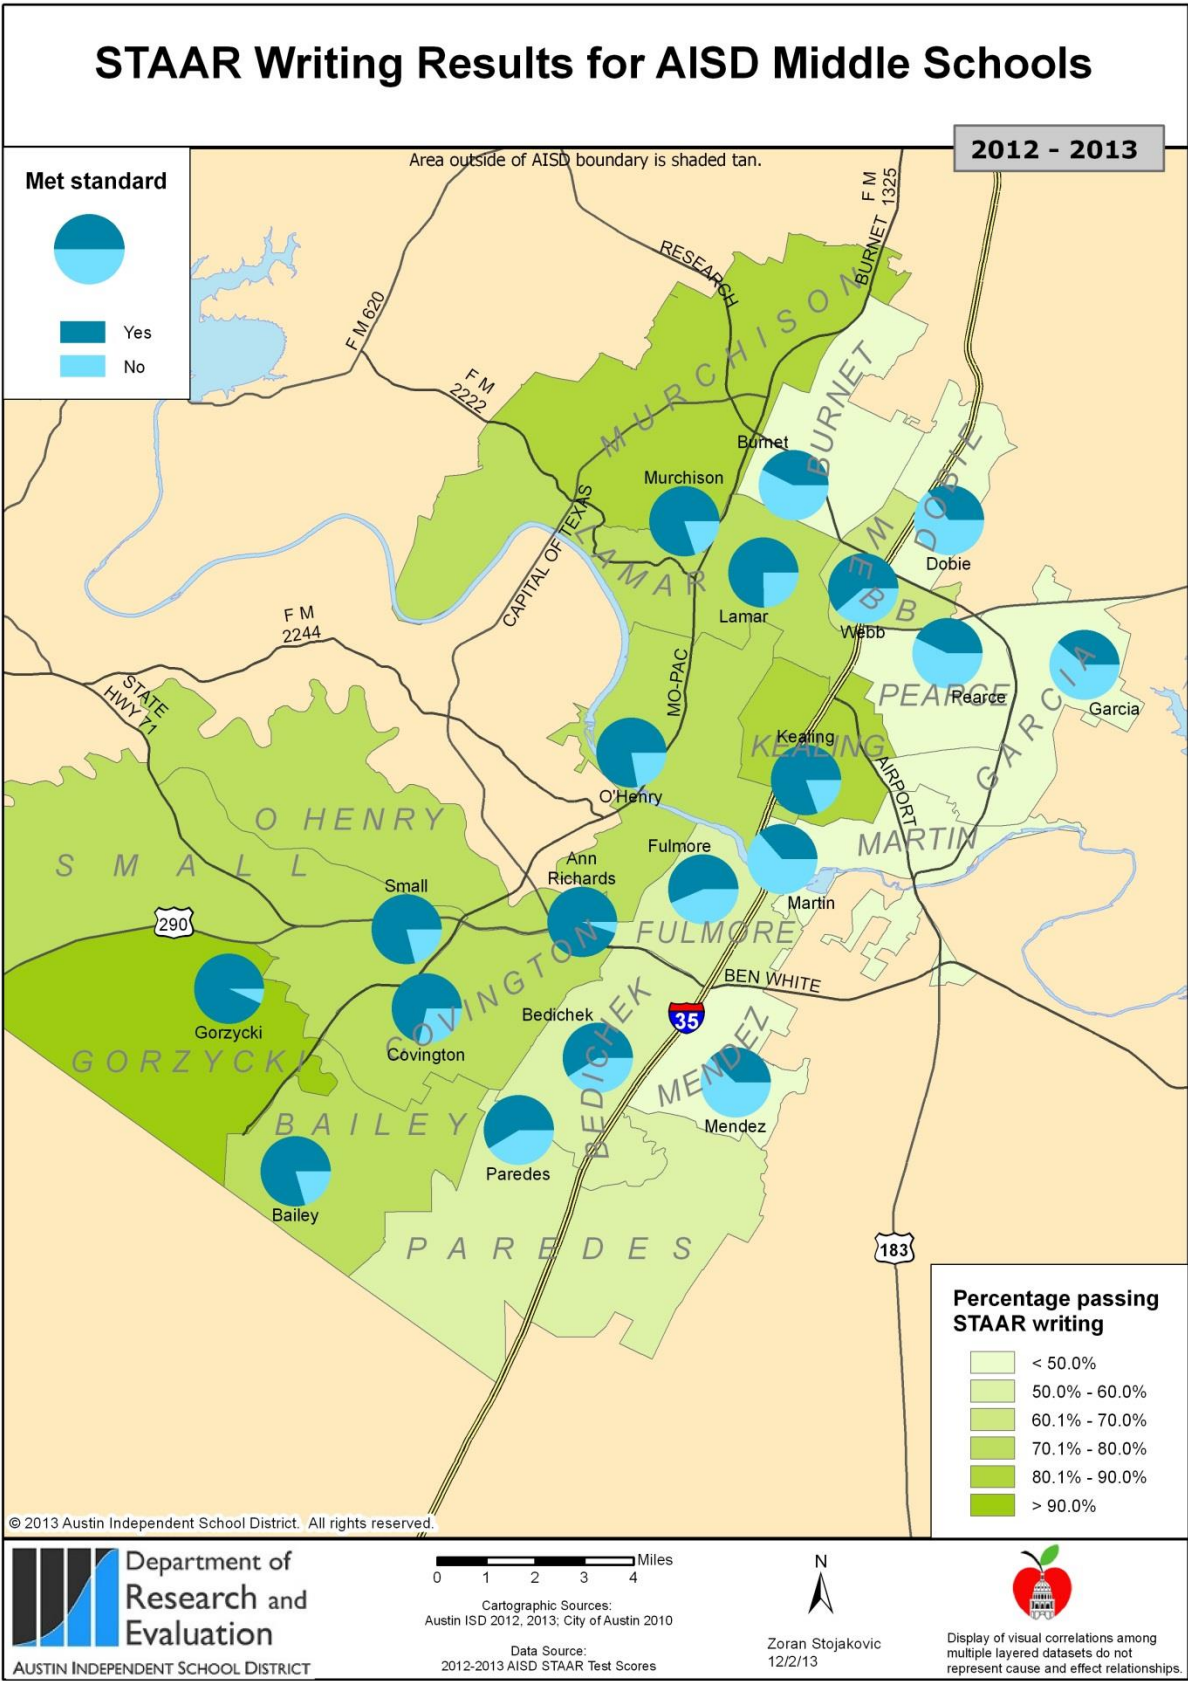 STAAR Writing Results for AISD Middle Schools
2012 - 2013
Area outside of AISD boundary is shaded tan.
Met standard
Yes
No
F M
1325
BURNET
RESEARCH
F M 620
F M
2222
MURCHISON
BURNET
Burnet
DOBIE
Murchison
CAPITAL OF TEXAS
LAMAR
WEBB
Dobie
Lamar
Webb
F M
2244
MO-PAC
PEARCE
Pearce
GARCIA
Garcia
STATE
HWY 71
KEALING
Kealing
AIRPORT
O'Henry
O HENRY
SMALL
MARTIN
Fulmore
Ann
Richards
Small
Martin
290
FULMORE
COVINGTON
BEN WHITE
Gorzycki
GORZYCKI
Covington
Bedichek
BEDICHEK
35
MENDEZ
Mendez
BAILEY
Paredes
Bailey
PAREDES
183
Percentage passing
STAAR writing
< 50.0%
50.0% - 60.0%
60.1% - 70.0%
70.1% - 80.0%
80.1% - 90.0%
> 90.0%
© 2013 Austin Independent School District. All rights reserved.
Department of
Research and
Evaluation
AUSTIN INDEPENDENT SCHOOL DISTRICT
Miles
0 1 2 3 4
Cartographic Sources:
Austin ISD 2012, 2013; City of Austin 2010
Data Source:
2012-2013 AISD STAAR Test Scores
N
Zoran Stojakovic
12/2/13
Display of visual correlations among
multiple layered datasets do not
represent cause and effect relationships.